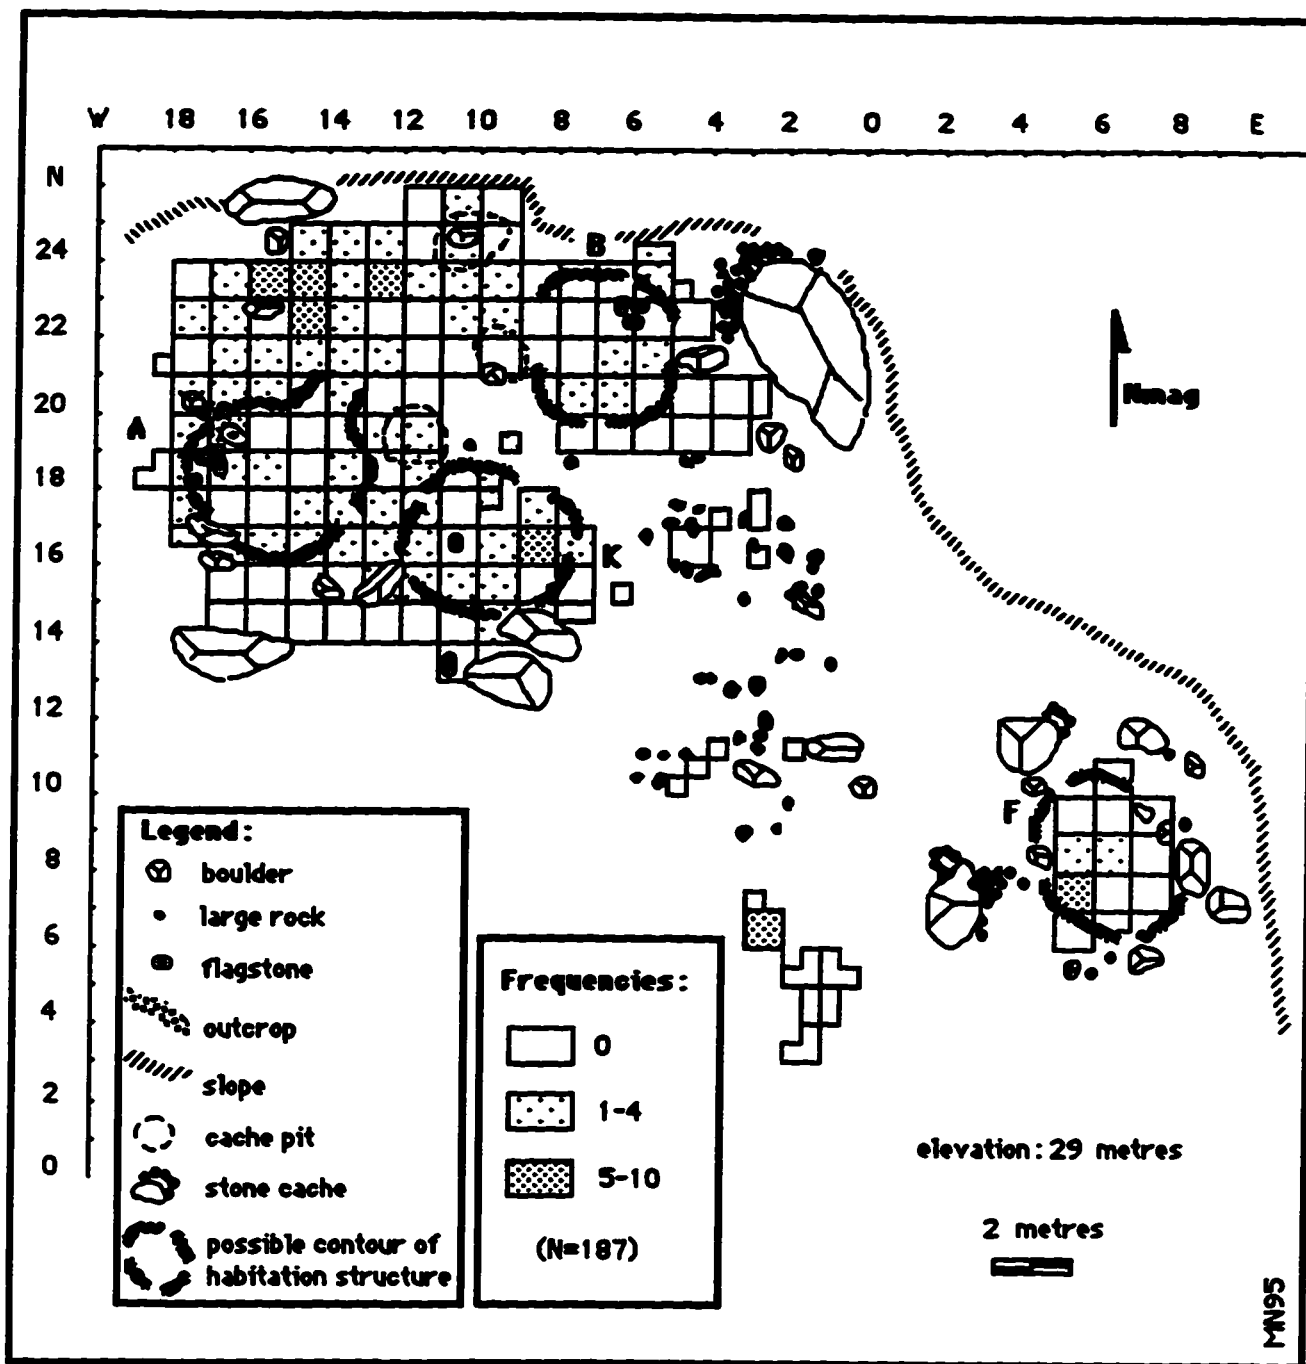 W 18 16 14 12 10 8 6 4 2 0 2 4 6 8 E
N
24
22
20
18
16
14
12
10
8
6
4
2
0
B
A
K
F
Nmag
Legend:
boulder
large rock
flagstone
outcrop
slope
cache pit
stone cache
possible contour of
habitation structure
Frequencies:
0
1-4
5-10
(N=187)
elevation: 29 metres
2 metres
MN95